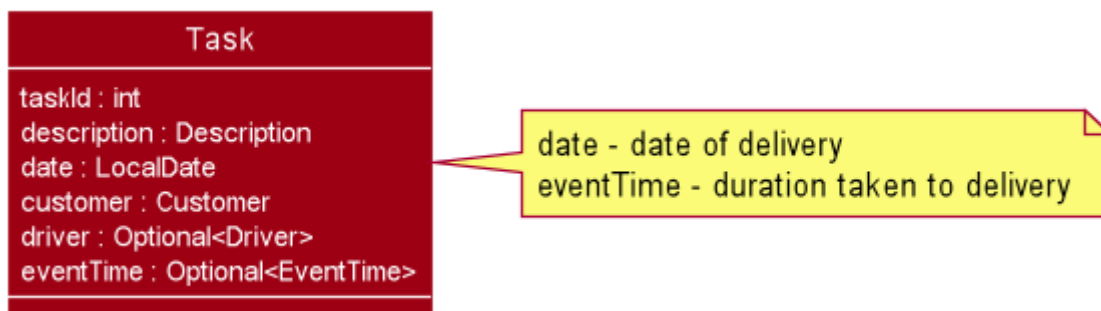 Task
taskId : int
description : Description
date : LocalDate
customer : Customer
driver : Optional<Driver>
eventTime : Optional<EventTime>
date - date of delivery
eventTime - duration taken to delivery